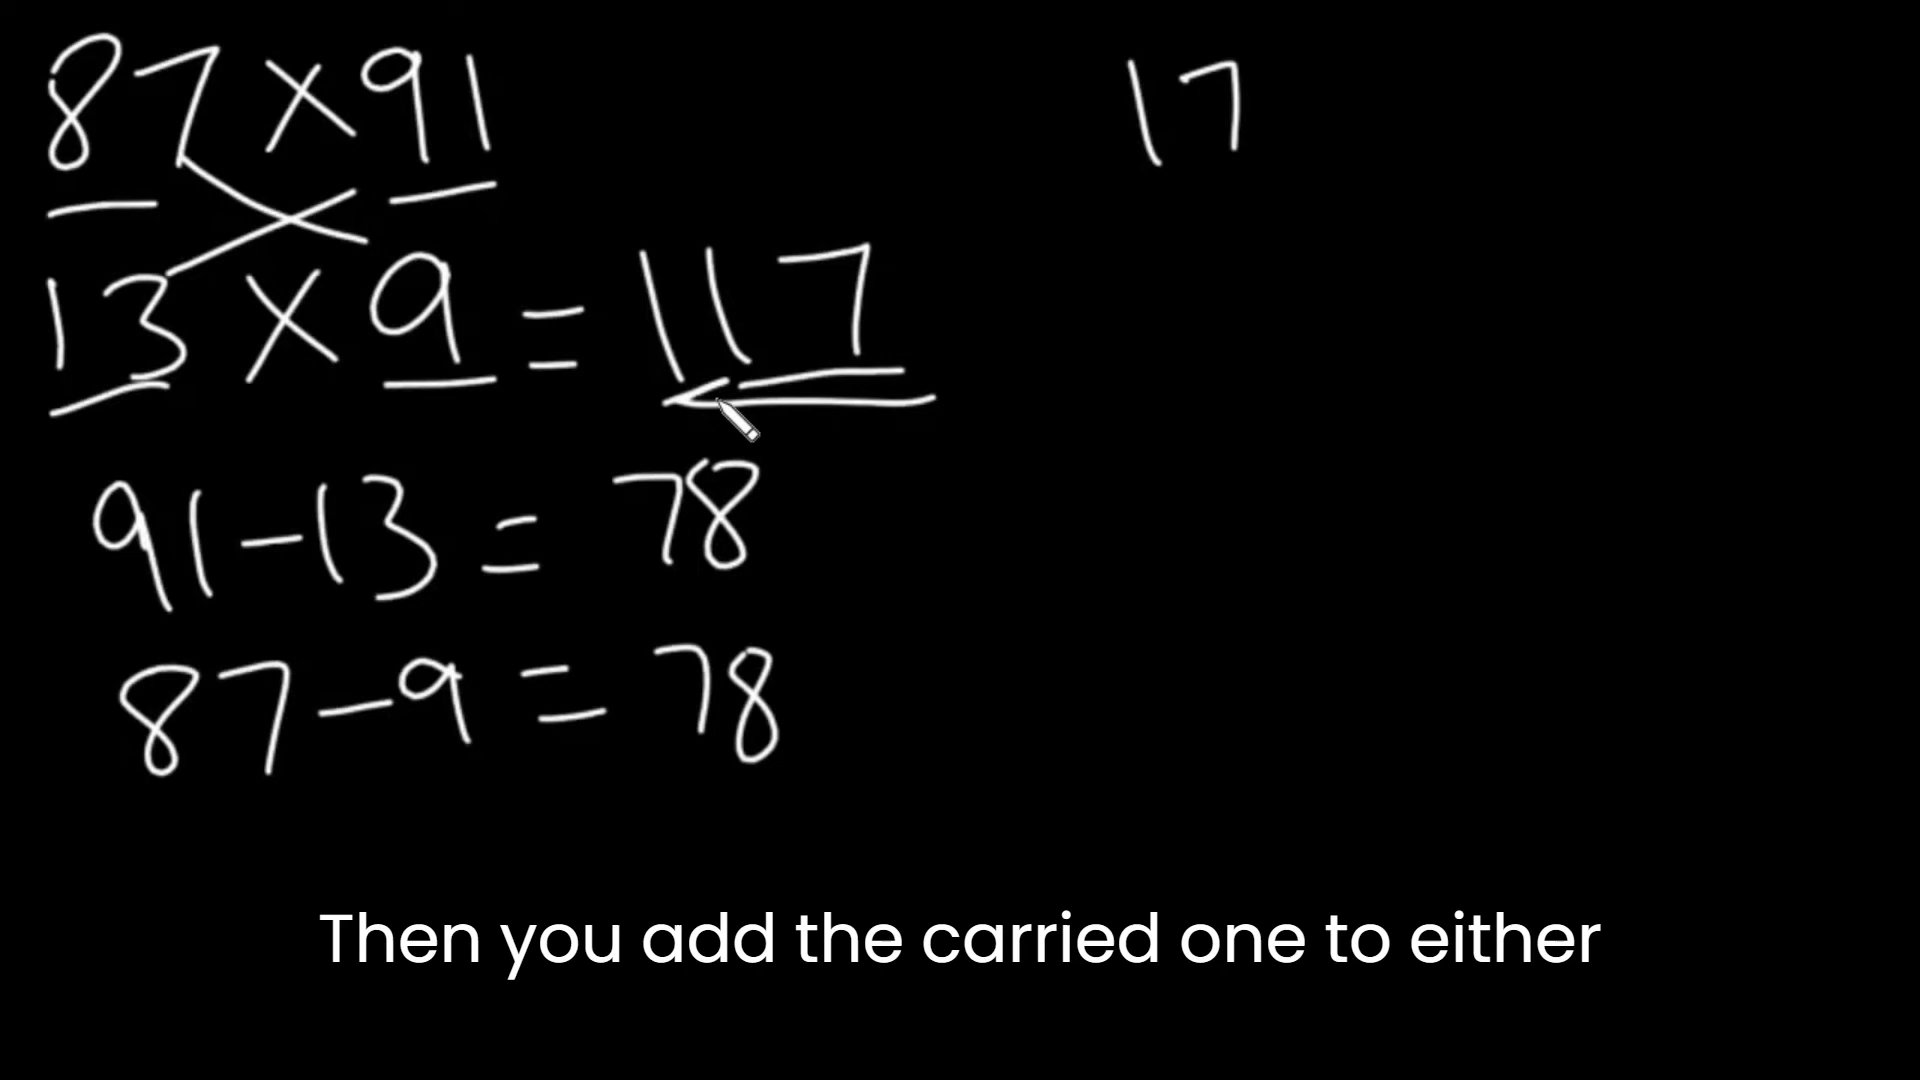 87 × 91
17
13 × 9 = 117
91 - 13 = 78
87 - 9 = 78
Then you add the carried one to either